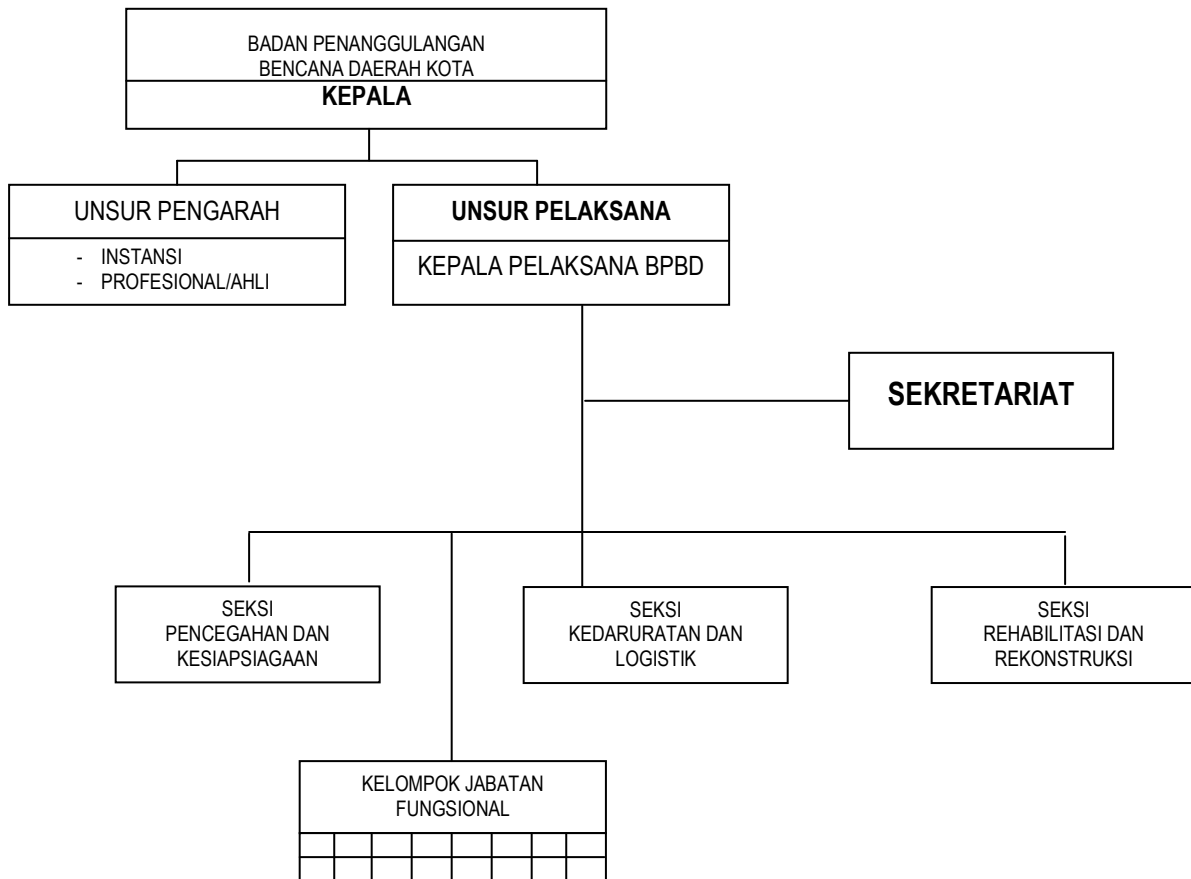 BADAN PENANGGULANGAN
BENCANA DAERAH KOTA
KEPALA
UNSUR PENGARAH
- INSTANSI
- PROFESIONAL/AHLI
UNSUR PELAKSANA
KEPALA PELAKSANA BPBD
SEKRETARIAT
SEKSI
PENCEGAHAN DAN
KESIAPSIAGAAN
SEKSI
KEDARURATAN DAN
LOGISTIK
SEKSI
REHABILITASI DAN
REKONSTRUKSI
KELOMPOK JABATAN
FUNGSIONAL